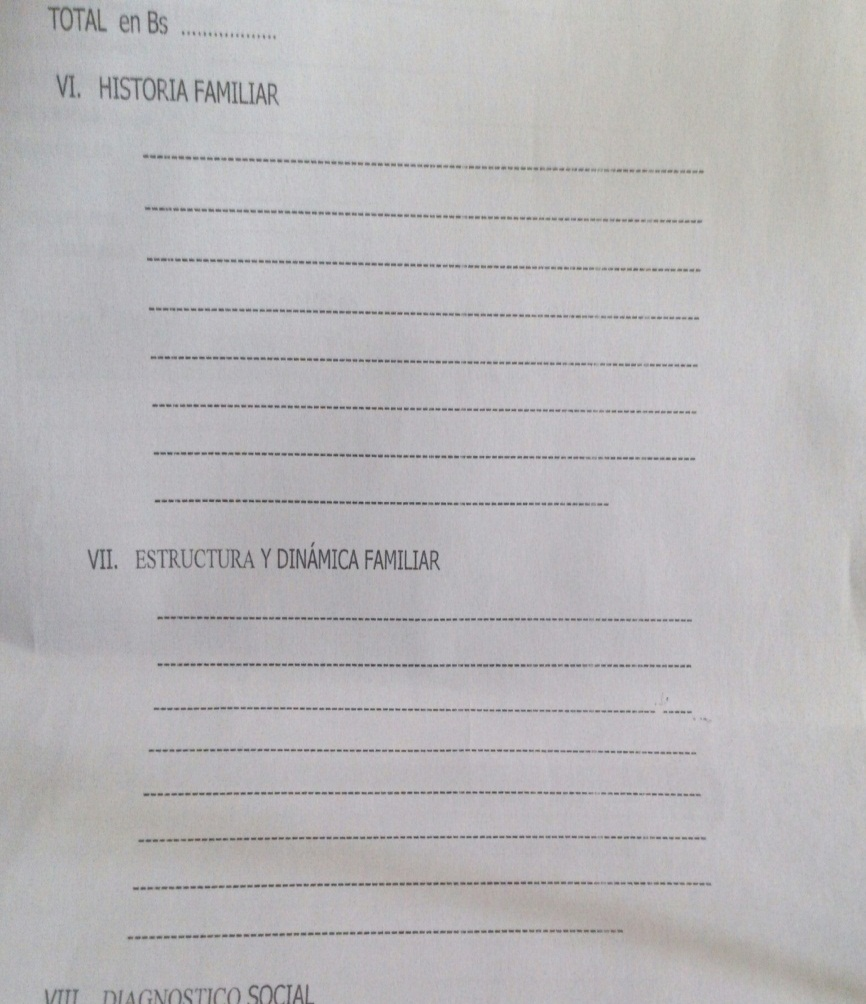 TOTAL en Bs ..................
VI. HISTORIA FAMILIAR
VII. ESTRUCTURA Y DINÁMICA FAMILIAR
VIII. DIAGNOSTICO SOCIAL